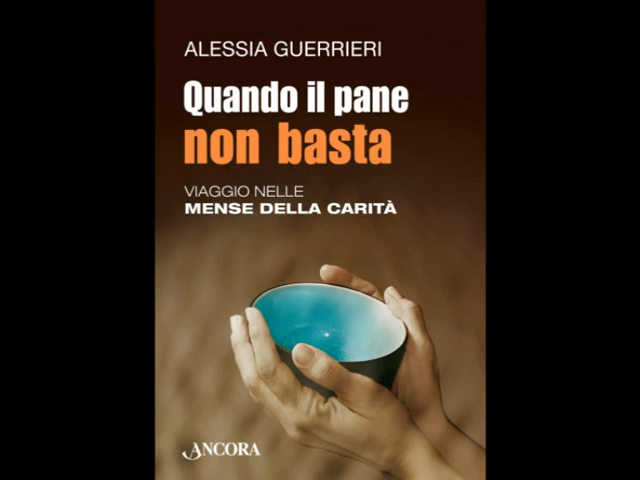 ALESSIA GUERRIERI
Quando il pane
non basta
VIAGGIO NELLE
MENSE DELLA CARITÀ
ANCORA